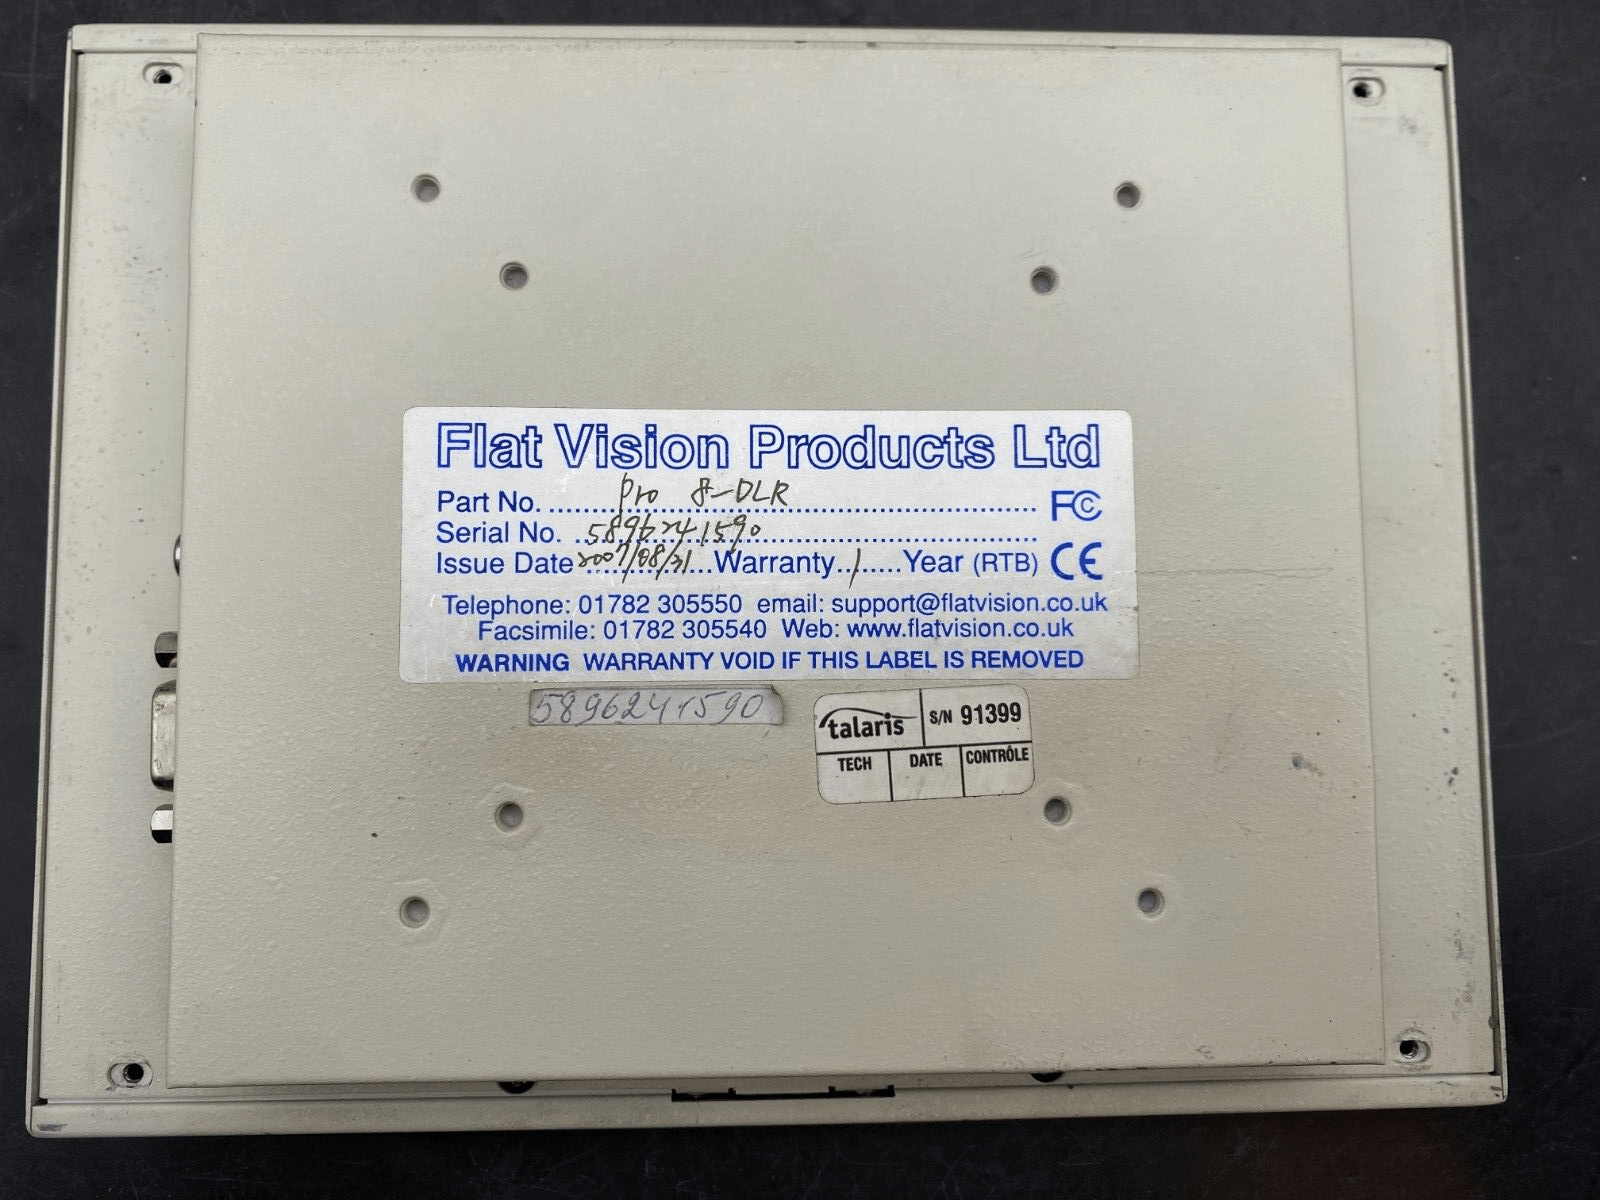 Flat Vision Products Ltd
Part No. .......Pro 8-DLR....... FC
Serial No. ...5896241590.......
Issue Date 2007/08/31...Warranty..1.....Year (RTB) CE
Telephone: 01782 305550 email: support@flatvision.co.uk
Facsimile: 01782 305540 Web: www.flatvision.co.uk
WARNING WARRANTY VOID IF THIS LABEL IS REMOVED
5896241590
talaris S/N 91399
TECH DATE CONTRÔLE